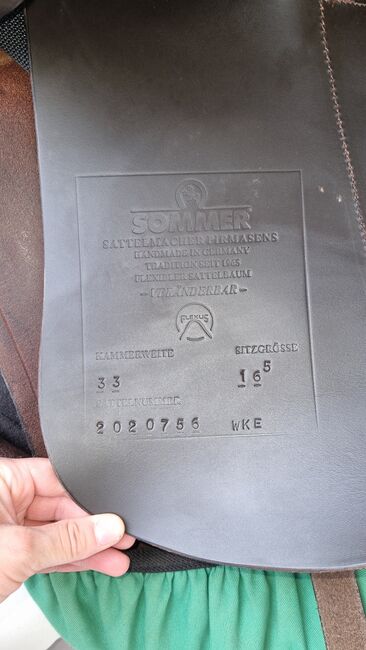 SOMMER
SATTELMACHER PIRMASENS
HANDMADE IN GERMANY
TRADITION SEIT 1965
FLEXIBLER SATTELBAUM
-VERÄNDERBAR-
FLEXUS
KAMMERWEITE SITZGRÖSSE
33 16 5
SATTELNUMMER
2020756 WKE